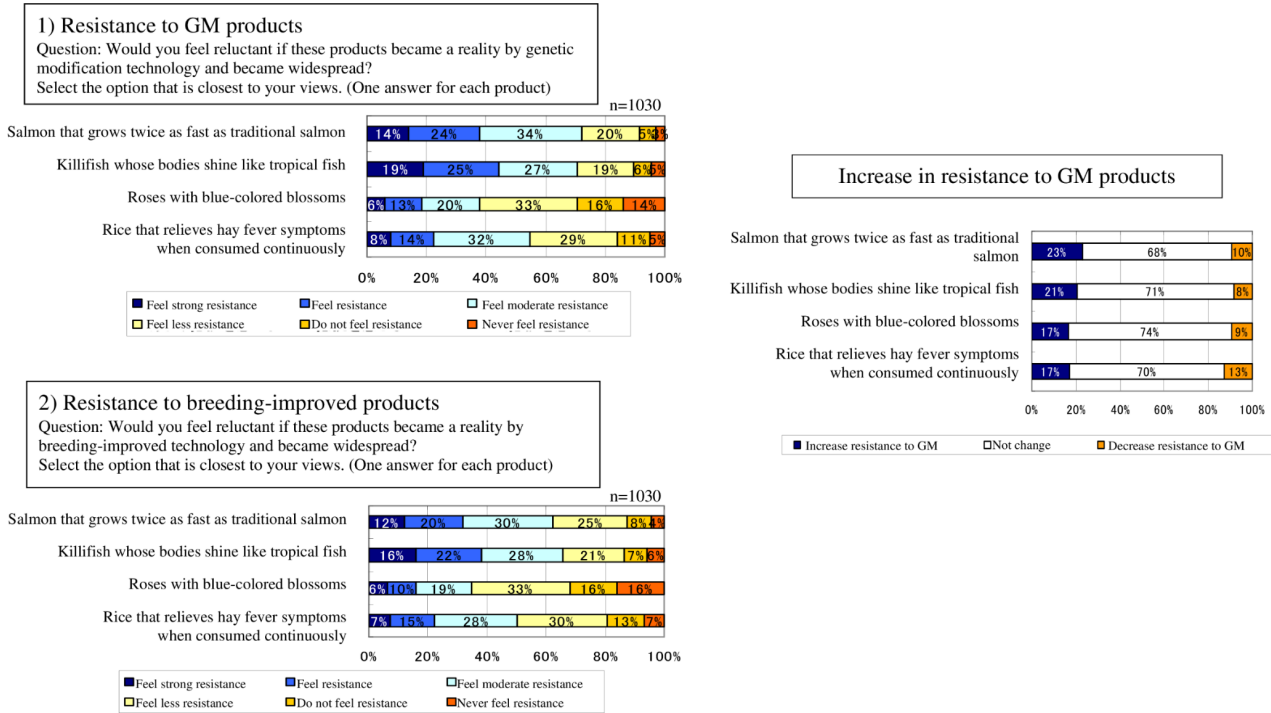 1) Resistance to GM products
Question: Would you feel reluctant if these products became a reality by genetic
modification technology and became widespread?
Select the option that is closest to your views. (One answer for each product)
n=1030
Salmon that grows twice as fast as traditional salmon
14% 24% 34% 20% 5% 3%
Killifish whose bodies shine like tropical fish
19% 25% 27% 19% 6% 5%
Roses with blue-colored blossoms
6% 13% 20% 33% 16% 14%
Rice that relieves hay fever symptoms
when consumed continuously
8% 14% 32% 29% 11% 5%
0% 20% 40% 60% 80% 100%
Feel strong resistance Feel resistance Feel moderate resistance
Feel less resistance Do not feel resistance Never feel resistance
2) Resistance to breeding-improved products
Question: Would you feel reluctant if these products became a reality by
breeding-improved technology and became widespread?
Select the option that is closest to your views. (One answer for each product)
n=1030
Salmon that grows twice as fast as traditional salmon
12% 20% 30% 25% 8% 4%
Killifish whose bodies shine like tropical fish
16% 22% 28% 21% 7% 6%
Roses with blue-colored blossoms
6% 10% 19% 33% 16% 16%
Rice that relieves hay fever symptoms
when consumed continuously
7% 15% 28% 30% 13% 7%
0% 20% 40% 60% 80% 100%
Feel strong resistance Feel resistance Feel moderate resistance
Feel less resistance Do not feel resistance Never feel resistance
Increase in resistance to GM products
Salmon that grows twice as fast as traditional
salmon
23% 68% 10%
Killifish whose bodies shine like tropical fish
21% 71% 8%
Roses with blue-colored blossoms
17% 74% 9%
Rice that relieves hay fever symptoms
when consumed continuously
17% 70% 13%
0% 20% 40% 60% 80% 100%
Increase resistance to GM Not change Decrease resistance to GM